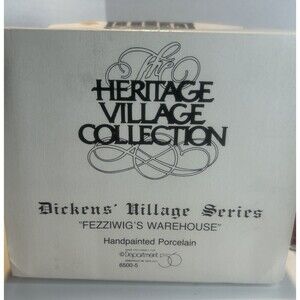 The
HERITAGE
VILLAGE
COLLECTION
Dickens' Village Series
"FEZZIWIG'S WAREHOUSE"
Handpainted Porcelain
©Department 56
6500-5